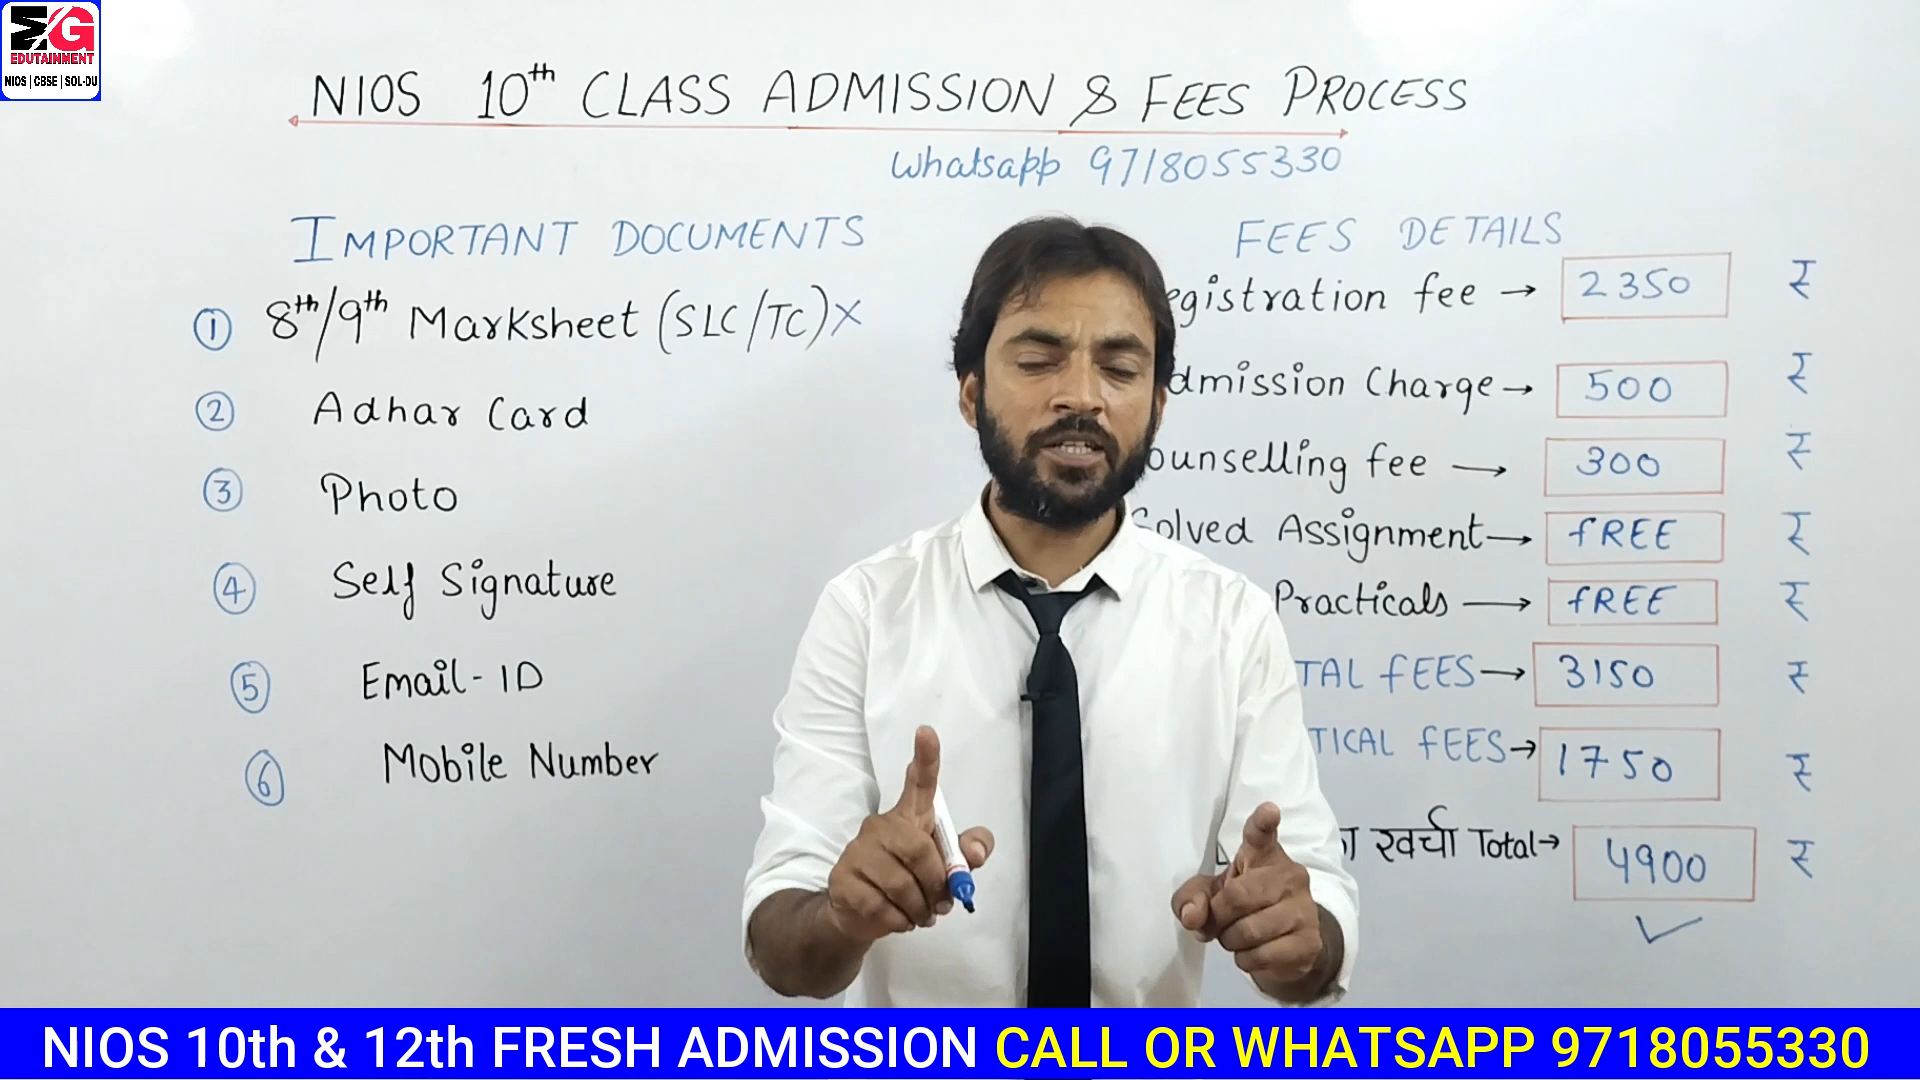 SG
EDUTAINMENT
NIOS | CBSE | SOL-DU
NIOS 10th CLASS ADMISSION & FEES PROCESS
Whatsapp 9718055330
IMPORTANT DOCUMENTS
① 8th/9th Marksheet (SLC/TC) X
② Adhar Card
③ Photo
④ Self Signature
⑤ Email-ID
⑥ Mobile Number
FEES DETAILS
egistration fee → 2350 ₹
dmission Charge → 500 ₹
ounselling fee → 300 ₹
Solved Assignment → fREE ₹
Practicals → fREE ₹
TAL fEES → 3150 ₹
TICAL fEES → 1750 ₹
खर्चा Total → 4900 ₹
NIOS 10th & 12th FRESH ADMISSION CALL OR WHATSAPP 9718055330